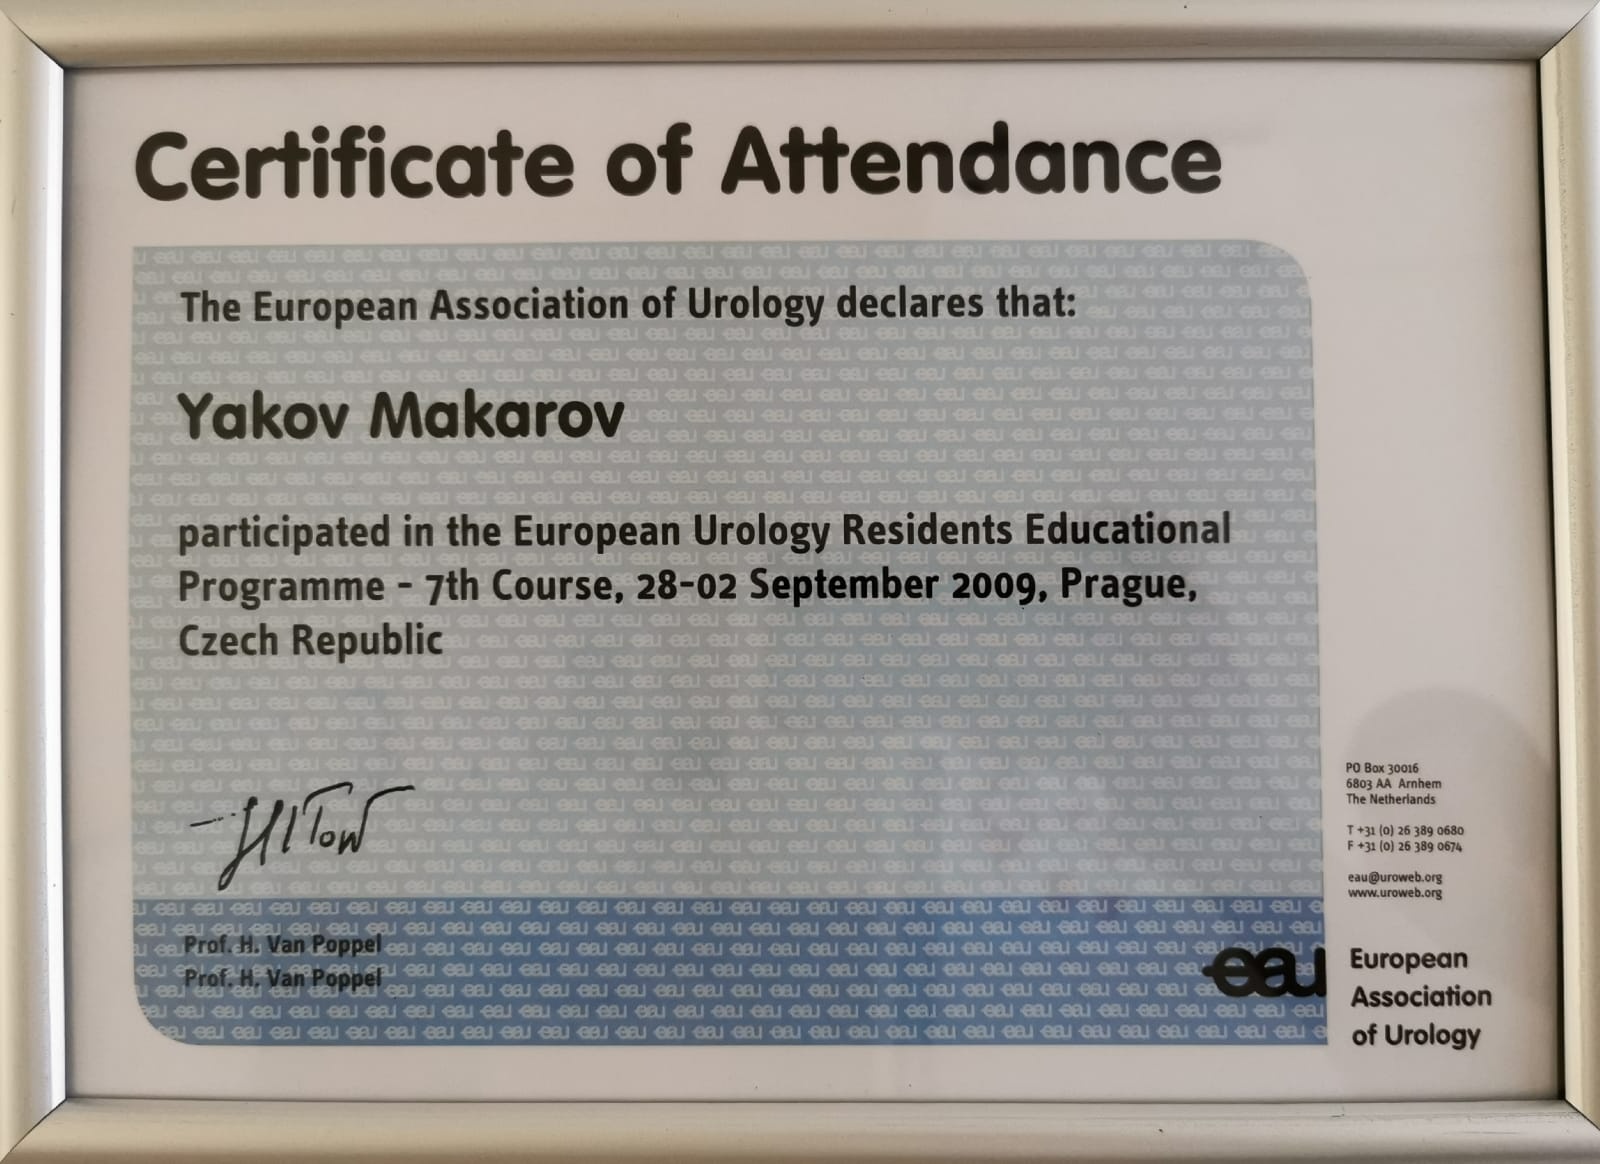 Certificate of Attendance
The European Association of Urology declares that:
Yakov Makarov
participated in the European Urology Residents Educational
Programme - 7th Course, 28-02 September 2009, Prague,
Czech Republic
Prof. H. Van Poppel
Prof. H. Van Poppel
PO Box 30016
6803 AA Arnhem
The Netherlands
T +31 (0) 26 389 0680
F +31 (0) 26 389 0674
eau@uroweb.org
www.uroweb.org
eau
European
Association
of Urology